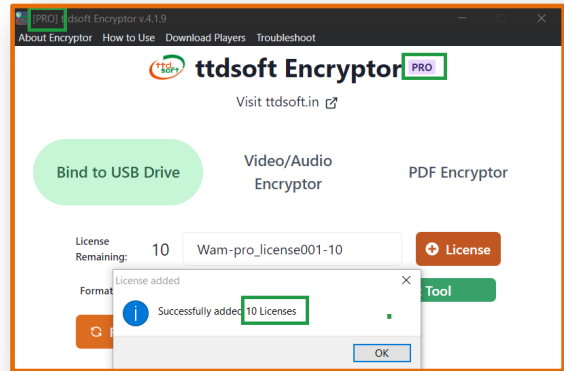 [PRO] ttdsoft Encryptor v.4.1.9
About Encryptor How to Use Download Players Troubleshoot
ttd soft ttdsoft Encryptor PRO
Visit ttdsoft.in
Bind to USB Drive
Video/Audio Encryptor
PDF Encryptor
License Remaining: 10 Wam-pro_license001-10 License
License added
Format Tool
Successfully added 10 Licenses
OK